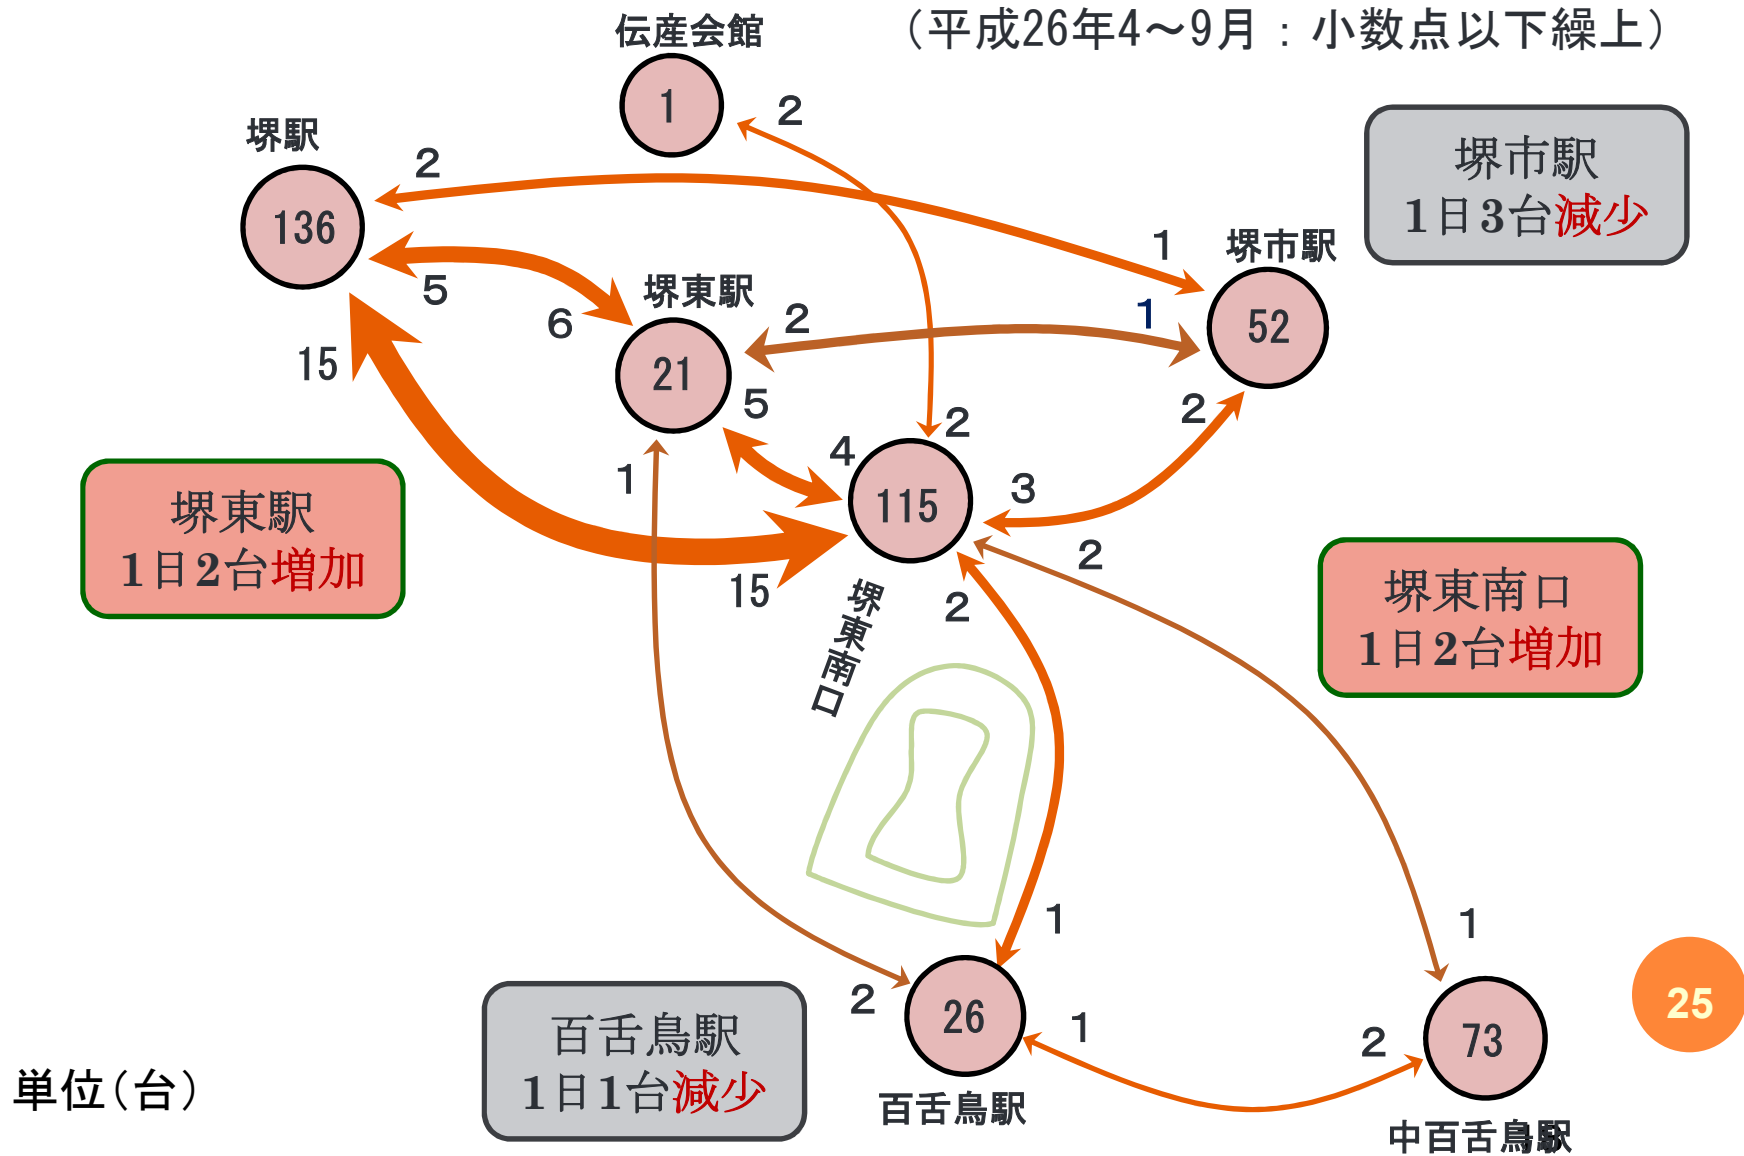 （平成26年4～9月：小数点以下繰上）
伝産会館
1
2
堺駅
136
2
堺市駅
1日3台減少
1
堺市駅
52
5
6
堺東駅
21
2
1
15
5
4
2
2
3
115
1
堺東駅
1日2台増加
15
2
2
堺東南口
堺東南口
1日2台増加
1
1
2
百舌鳥駅
1日1台減少
26
1
2
73
25
百舌鳥駅
中百舌鳥駅
単位（台）